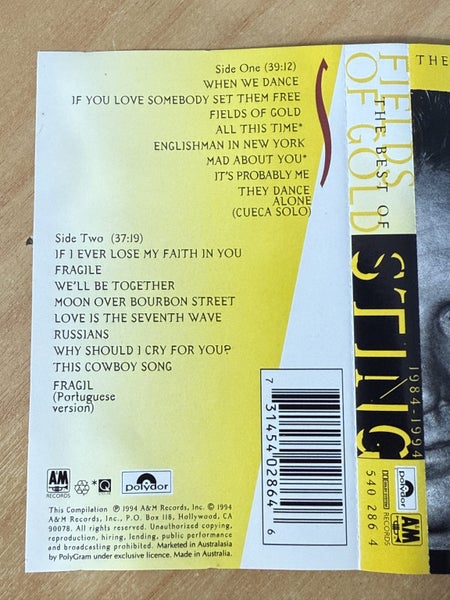 Side One (39:12)
WHEN WE DANCE
IF YOU LOVE SOMEBODY SET THEM FREE
FIELDS OF GOLD
ALL THIS TIME*
ENGLISHMAN IN NEW YORK
MAD ABOUT YOU*
IT'S PROBABLY ME
THEY DANCE
ALONE
(CUECA SOLO)
Side Two (37:19)
IF I EVER LOSE MY FAITH IN YOU
FRAGILE
WE'LL BE TOGETHER
MOON OVER BOURBON STREET
LOVE IS THE SEVENTH WAVE
RUSSIANS
WHY SHOULD I CRY FOR YOU?
THIS COWBOY SONG
FRAGIL
(Portuguese
version)
7 31454 02864 6
A&M
RECORDS
*Q
polydor
This Compilation ℗ 1994 A&M Records, Inc. © 1994
A&M Records, Inc., P.O. Box 118, Hollywood, CA
90078. All rights reserved. Unauthorized copying,
reproduction, hiring, lending, public performance
and broadcasting prohibited. Marketed in Australasia
by PolyGram under exclusive licence. Made in Australia.
FIELDS
OF GOLD
THE BEST OF
STING
1984-1994
polydor
A&M
RECORDS
540 286 4
THE